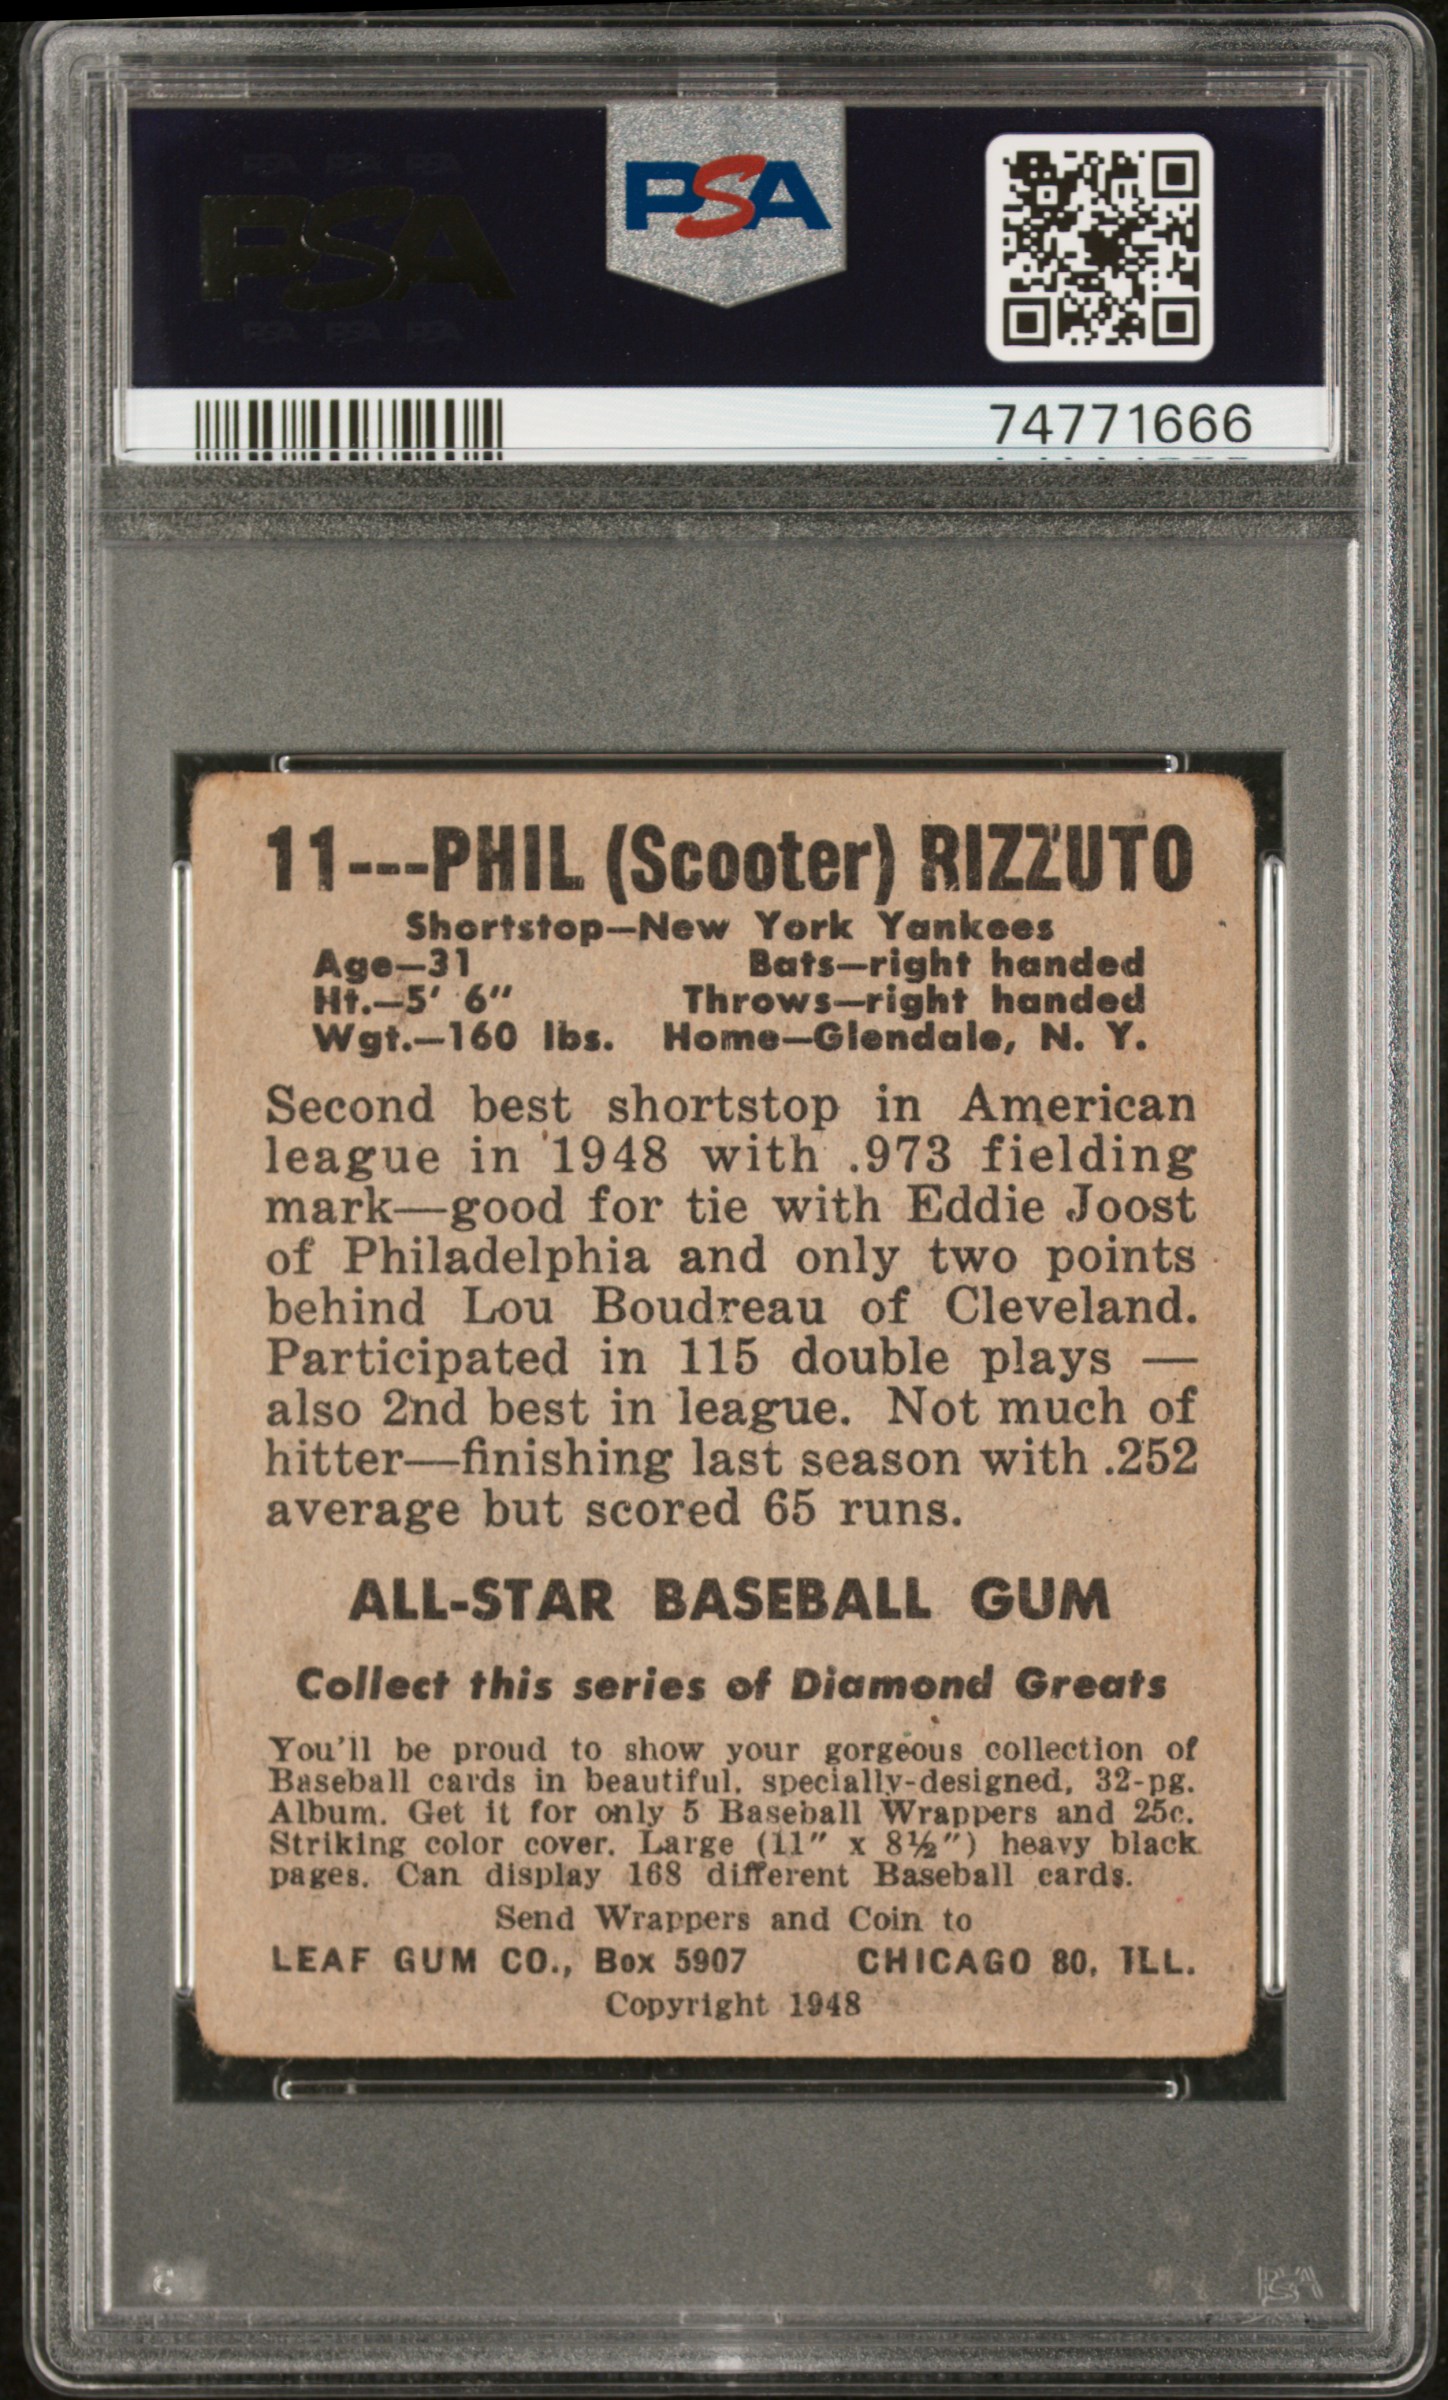 PSA PSA PSA
PSA
PSA PSA PSA
PSA
74771666
11---PHIL (Scooter) RIZZUTO
Shortstop—New York Yankees
Age—31 Bats—right handed
Ht.—5' 6" Throws—right handed
Wgt.—160 lbs. Home—Glendale, N. Y.
Second best shortstop in American
league in 1948 with .973 fielding
mark—good for tie with Eddie Joost
of Philadelphia and only two points
behind Lou Boudreau of Cleveland.
Participated in 115 double plays —
also 2nd best in league. Not much of
hitter—finishing last season with .252
average but scored 65 runs.
ALL-STAR BASEBALL GUM
Collect this series of Diamond Greats
You'll be proud to show your gorgeous collection of
Baseball cards in beautiful, specially-designed, 32-pg.
Album. Get it for only 5 Baseball Wrappers and 25c.
Striking color cover. Large (11" x 8½") heavy black
pages. Can display 168 different Baseball cards.
Send Wrappers and Coin to
LEAF GUM CO., Box 5907 CHICAGO 80, ILL.
Copyright 1948
PSA